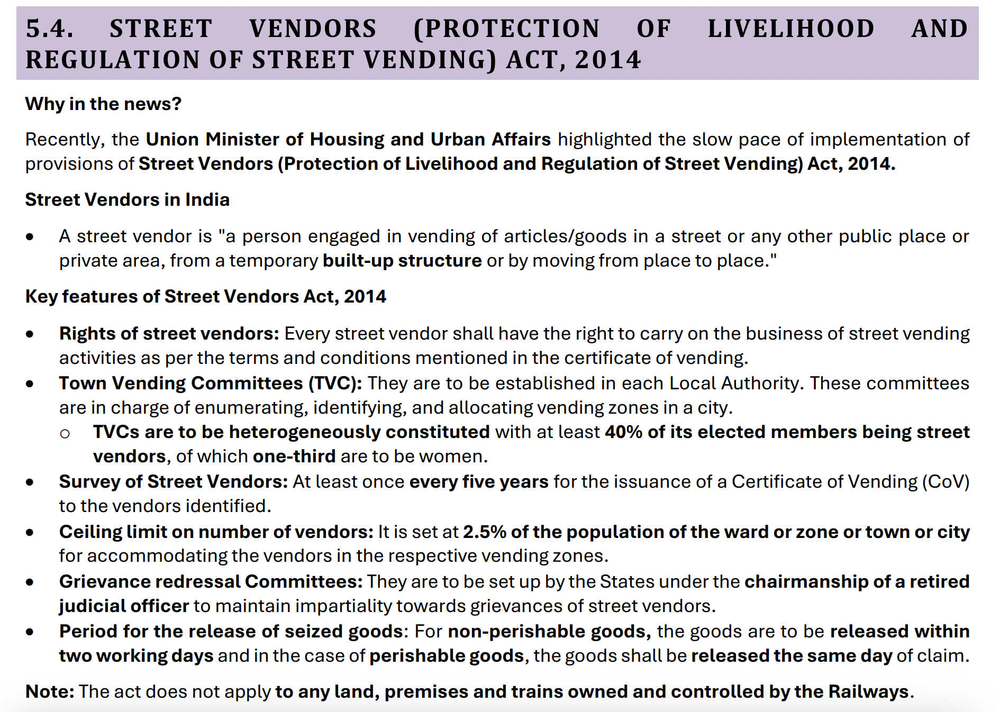 5.4. STREET VENDORS (PROTECTION OF LIVELIHOOD AND
REGULATION OF STREET VENDING) ACT, 2014
Why in the news?
Recently, the Union Minister of Housing and Urban Affairs highlighted the slow pace of implementation of
provisions of Street Vendors (Protection of Livelihood and Regulation of Street Vending) Act, 2014.
Street Vendors in India
• A street vendor is "a person engaged in vending of articles/goods in a street or any other public place or
private area, from a temporary built-up structure or by moving from place to place."
Key features of Street Vendors Act, 2014
• Rights of street vendors: Every street vendor shall have the right to carry on the business of street vending
activities as per the terms and conditions mentioned in the certificate of vending.
• Town Vending Committees (TVC): They are to be established in each Local Authority. These committees
are in charge of enumerating, identifying, and allocating vending zones in a city.
○ TVCs are to be heterogeneously constituted with at least 40% of its elected members being street
vendors, of which one-third are to be women.
• Survey of Street Vendors: At least once every five years for the issuance of a Certificate of Vending (CoV)
to the vendors identified.
• Ceiling limit on number of vendors: It is set at 2.5% of the population of the ward or zone or town or city
for accommodating the vendors in the respective vending zones.
• Grievance redressal Committees: They are to be set up by the States under the chairmanship of a retired
judicial officer to maintain impartiality towards grievances of street vendors.
• Period for the release of seized goods: For non-perishable goods, the goods are to be released within
two working days and in the case of perishable goods, the goods shall be released the same day of claim.
Note: The act does not apply to any land, premises and trains owned and controlled by the Railways.